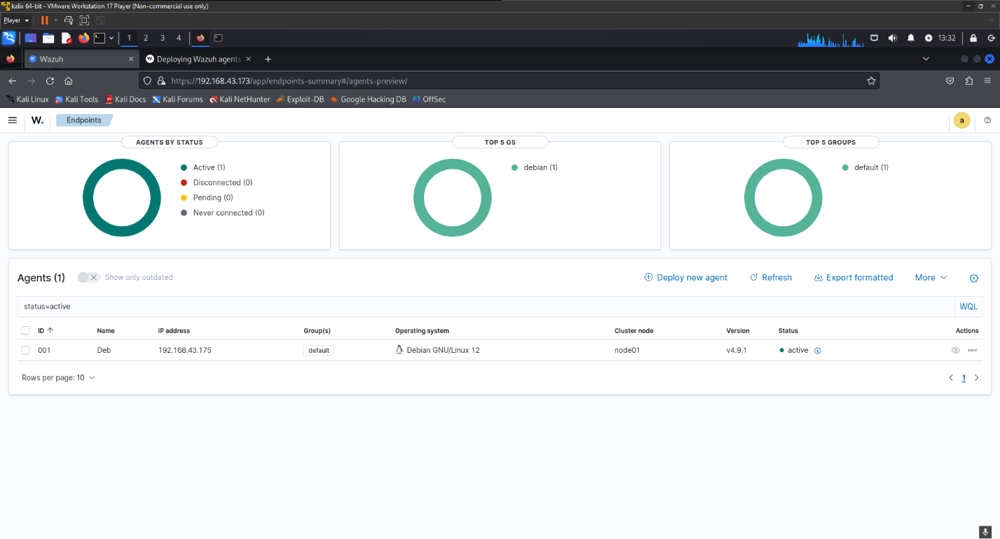 kalix 64-bit - VMware Workstation 17 Player (Non-commercial use only)
Player
1 2 3 4 13:32
Wazuh Deploying Wazuh agents
https://192.168.43.173/app/endpoints-summary#/agents-preview/
Kali Linux Kali Tools Kali Docs Kali Forums Kali NetHunter Exploit-DB Google Hacking DB OffSec
W. Endpoints a
AGENTS BY STATUS TOP 5 OS TOP 5 GROUPS
Active (1) debian (1) default (1)
Disconnected (0)
Pending (0)
Never connected (0)
Agents (1) Show only outdated Deploy new agent Refresh Export formatted More
status=active WQL
ID Name IP address Group(s) Operating system Cluster node Version Status Actions
001 Deb 192.168.43.175 default Debian GNU/Linux 12 node01 v4.9.1 active
Rows per page: 10 1